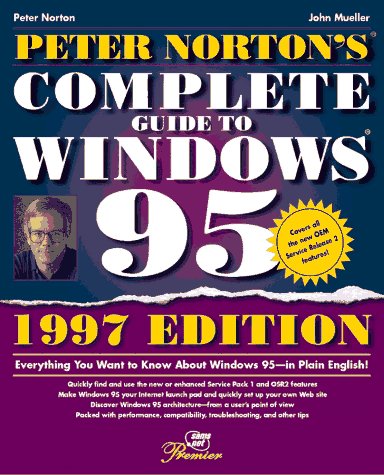 Peter Norton John Mueller
PETER NORTON'S®
COMPLETE
GUIDE TO
WINDOWS®
95
Covers all
the new OEM
Service Release 2
features!
1997 EDITION
Everything You Want to Know About Windows 95—in Plain English!
Quickly find and use the new or enhanced Service Pack 1 and OSR2 features
Make Windows 95 your Internet launch pad and quickly set up your own Web site
Discover Windows 95 architecture—from a user's point of view
Packed with performance, compatibility, troubleshooting, and other tips
sams
net
Premier